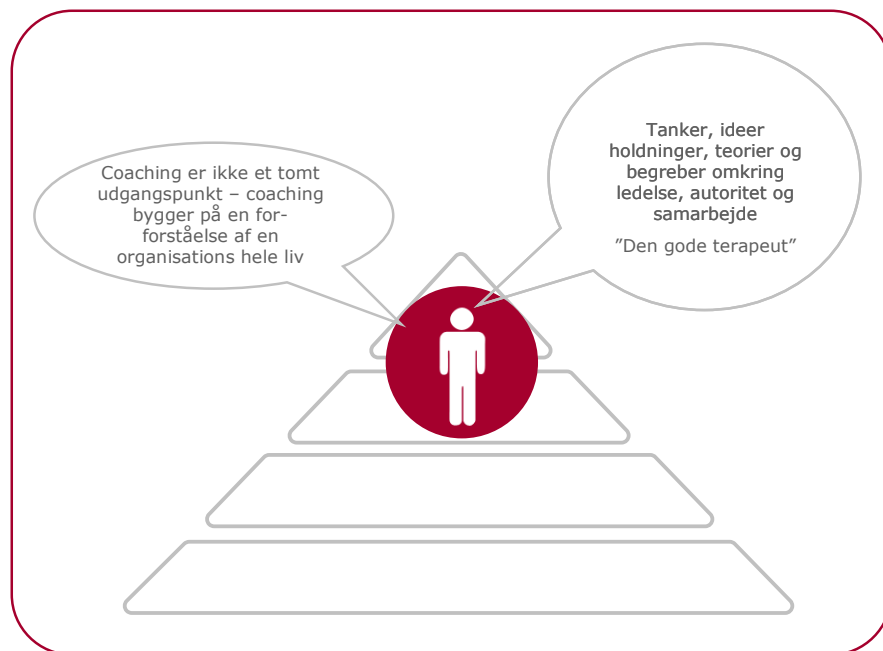 Coaching er ikke et tomt
udgangspunkt – coaching
bygger på en for-
forståelse af en
organisations hele liv
Tanker, ideer
holdninger, teorier og
begreber omkring
ledelse, autoritet og
samarbejde
”Den gode terapeut”